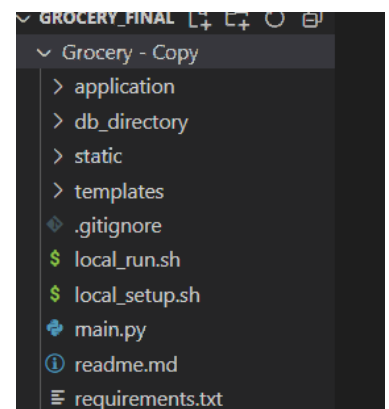 GROCERY_FINAL
Grocery - Copy
application
db_directory
static
templates
.gitignore
$ local_run.sh
$ local_setup.sh
main.py
readme.md
requirements.txt